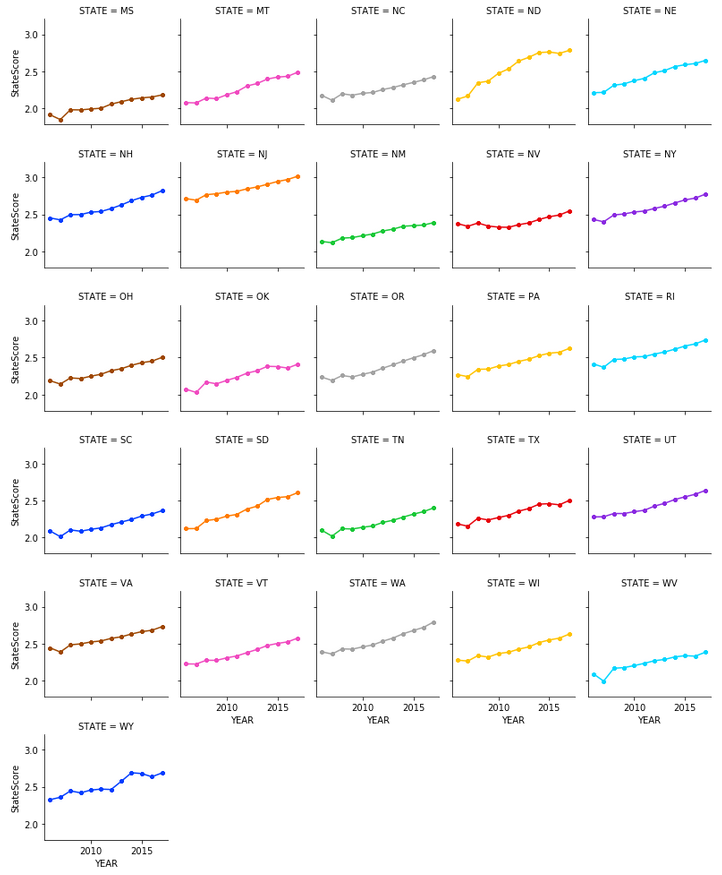 STATE = MS STATE = MT STATE = NC STATE = ND STATE = NE
3.0
2.5
2.0
StateScore
STATE = NH STATE = NJ STATE = NM STATE = NV STATE = NY
3.0
2.5
2.0
StateScore
STATE = OH STATE = OK STATE = OR STATE = PA STATE = RI
3.0
2.5
2.0
StateScore
STATE = SC STATE = SD STATE = TN STATE = TX STATE = UT
3.0
2.5
2.0
StateScore
STATE = VA STATE = VT STATE = WA STATE = WI STATE = WV
3.0
2.5
2.0
StateScore
2010 2015 2010 2015 2010 2015 2010 2015
YEAR YEAR YEAR YEAR
STATE = WY
3.0
2.5
2.0
StateScore
2010 2015
YEAR